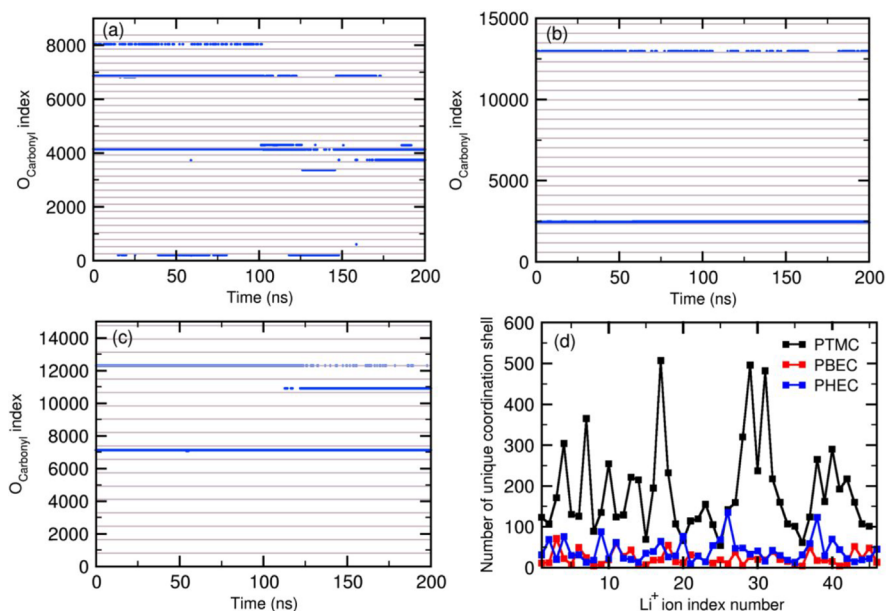 (a)
8000
6000
4000
2000
0
O_Carbonyl index
0 50 100 150 200
Time (ns)
(b)
15000
10000
5000
0
O_Carbonyl index
0 50 100 150 200
Time (ns)
(c)
14000
12000
10000
8000
6000
4000
2000
0
O_Carbonyl index
0 50 100 150 200
Time (ns)
(d)
600
500
400
300
200
100
0
Number of unique coordination shell
PTMC
PBEC
PHEC
10 20 30 40
Li⁺ ion index number